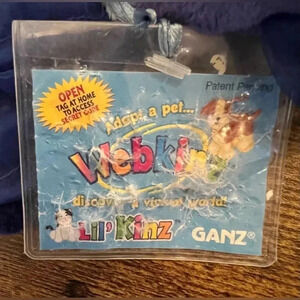 OPEN
TAG AT HOME
TO ACCESS
SECRET CODE
Patent Pending
Adopt a pet...
Webkinz
discover a virtual world!
Lil' Kinz
GANZ®